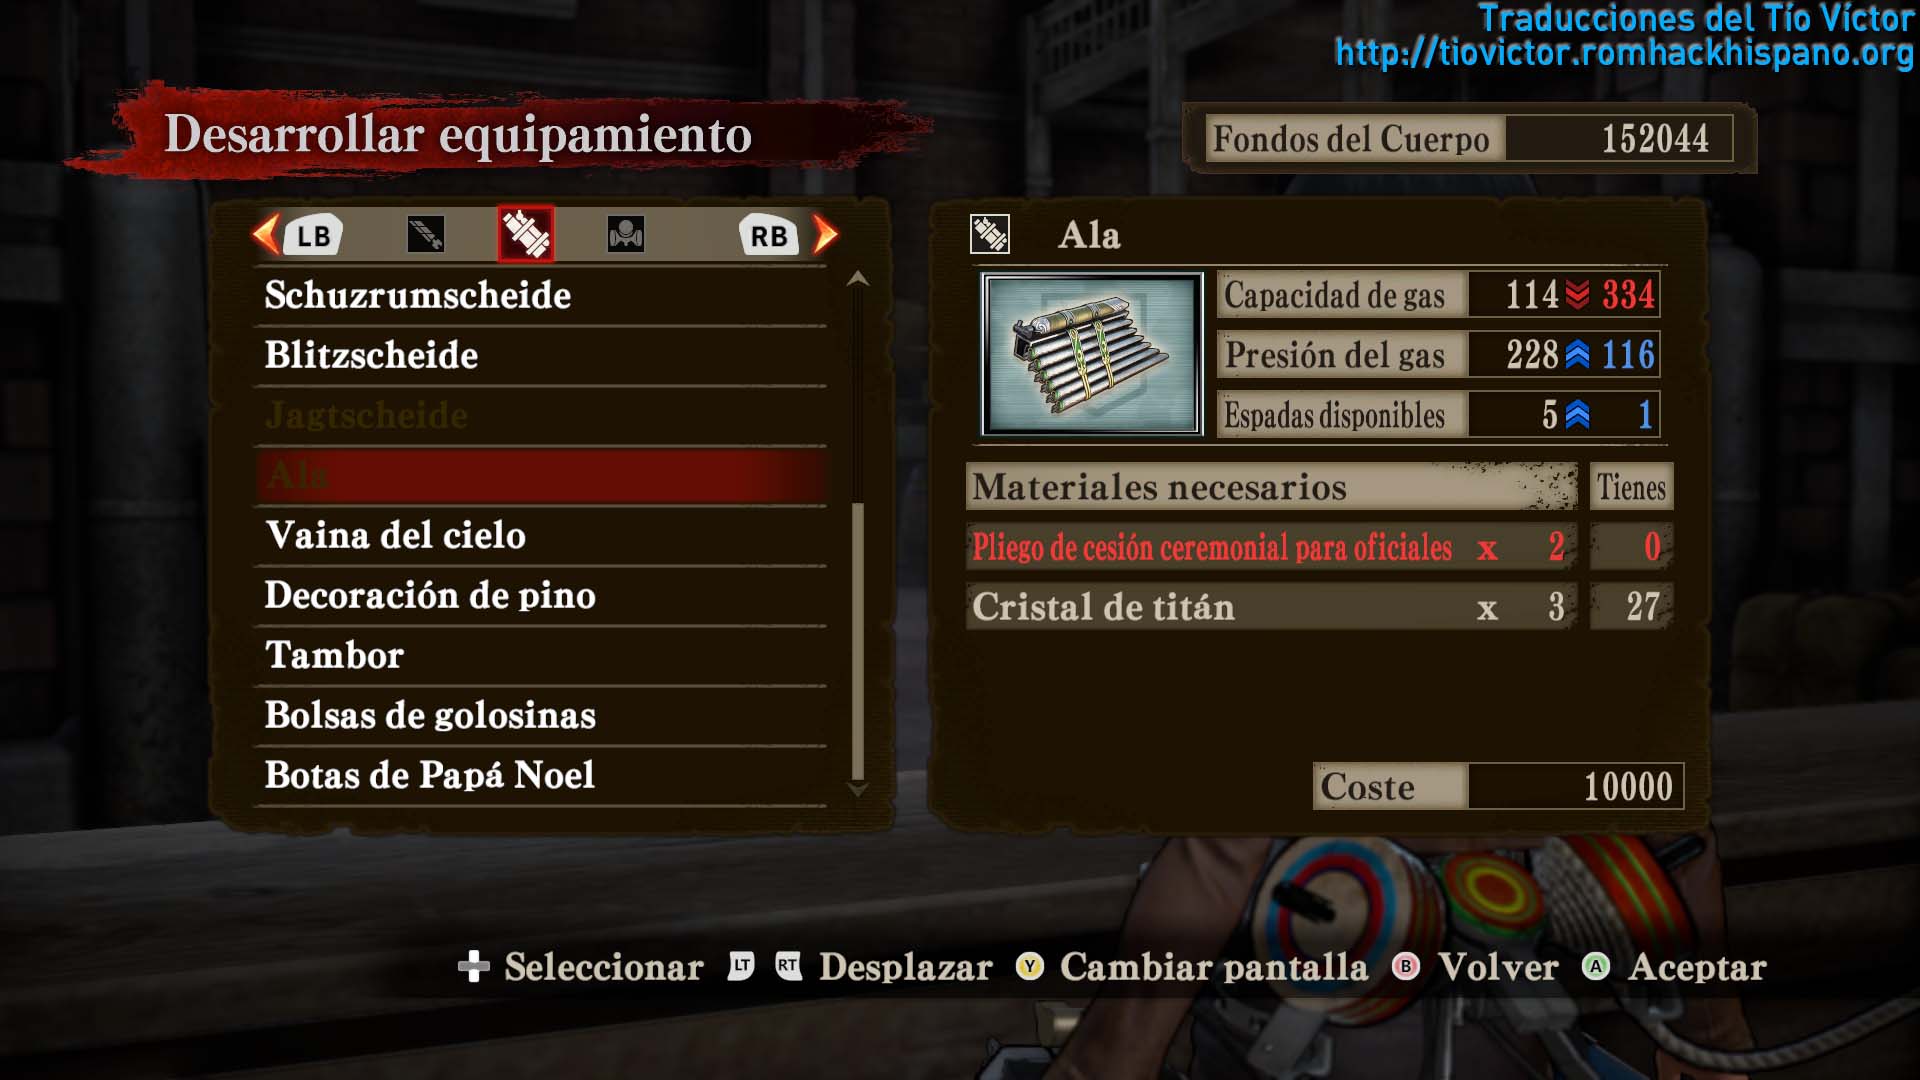 Traducciones del Tío Víctor
http://tiovictor.romhackhispano.org
Desarrollar equipamiento
Fondos del Cuerpo 152044
LB RB
Schuzrumscheide
Blitzscheide
Jagtscheide
Ala
Vaina del cielo
Decoración de pino
Tambor
Bolsas de golosinas
Botas de Papá Noel
Ala
Capacidad de gas 114 334
Presión del gas 228 116
Espadas disponibles 5 1
Materiales necesarios Tienes
Pliego de cesión ceremonial para oficiales x 2 0
Cristal de titán x 3 27
Coste 10000
Seleccionar LT RT Desplazar Y Cambiar pantalla B Volver A Aceptar